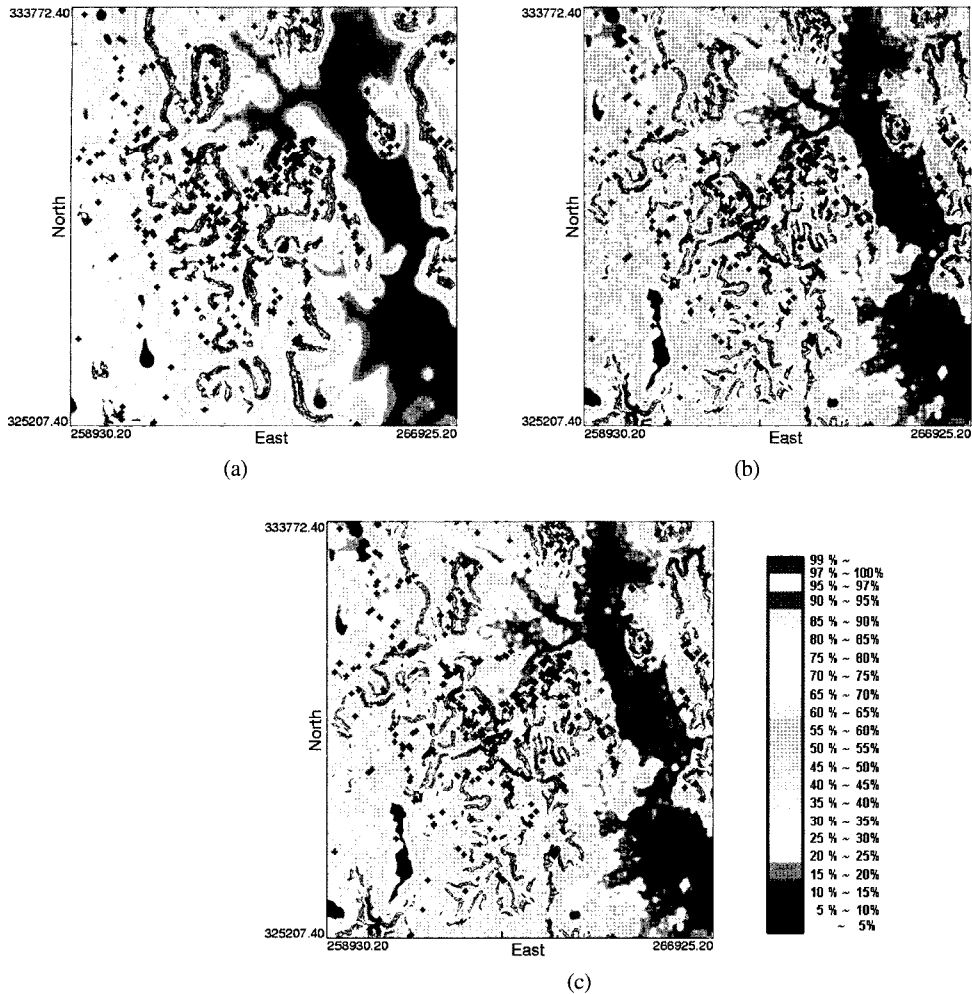 333772.40
North
325207.40
258930.20
East
266925.20
(a)
333772.40
North
325207.40
258930.20
East
266925.20
(b)
333772.40
North
325207.40
258930.20
East
266925.20
(c)
99 % ~
97 % ~ 100%
95 % ~ 97%
90 % ~ 95%
85 % ~ 90%
80 % ~ 85%
75 % ~ 80%
70 % ~ 75%
65 % ~ 70%
60 % ~ 65%
55 % ~ 60%
50 % ~ 55%
45 % ~ 50%
40 % ~ 45%
35 % ~ 40%
30 % ~ 35%
25 % ~ 30%
20 % ~ 25%
15 % ~ 20%
10 % ~ 15%
5 % ~ 10%
~ 5%